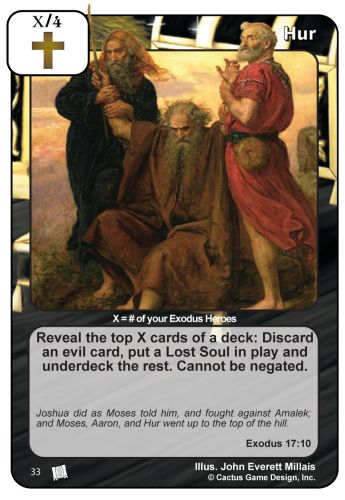 X/4
Hur
X = # of your Exodus Heroes
Reveal the top X cards of a deck: Discard
an evil card, put a Lost Soul in play and
underdeck the rest. Cannot be negated.
Joshua did as Moses told him, and fought against Amalek;
and Moses, Aaron, and Hur went up to the top of the hill.
Exodus 17:10
33
Illus. John Everett Millais
© Cactus Game Design, Inc.